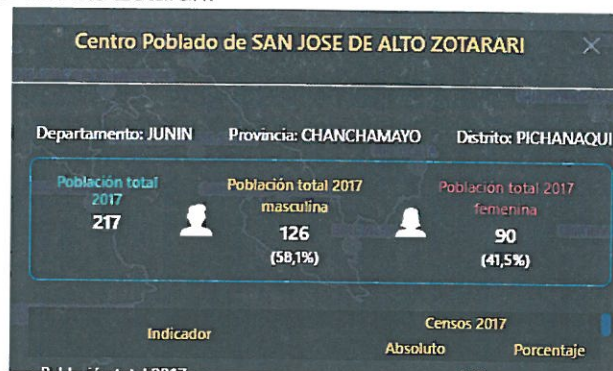 Centro Poblado de SAN JOSE DE ALTO ZOTARARI
Departamento: JUNIN Provincia: CHANCHAMAYO Distrito: PICHANAQUI
Población total
2017
217
Población total 2017
masculina
126
(58,1%)
Población total 2017
femenina
90
(41,5%)
Indicador
Censos 2017
Absoluto Porcentaje